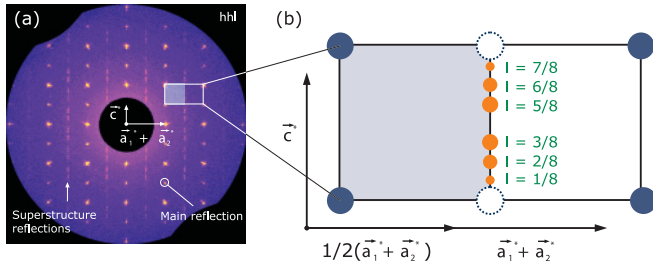 (a)
hhl
c*
a₁* + a₂*
Superstructure
reflections
Main reflection
(b)
l = 7/8
l = 6/8
l = 5/8
l = 3/8
l = 2/8
l = 1/8
c*
1/2(a₁* + a₂*)
a₁* + a₂*